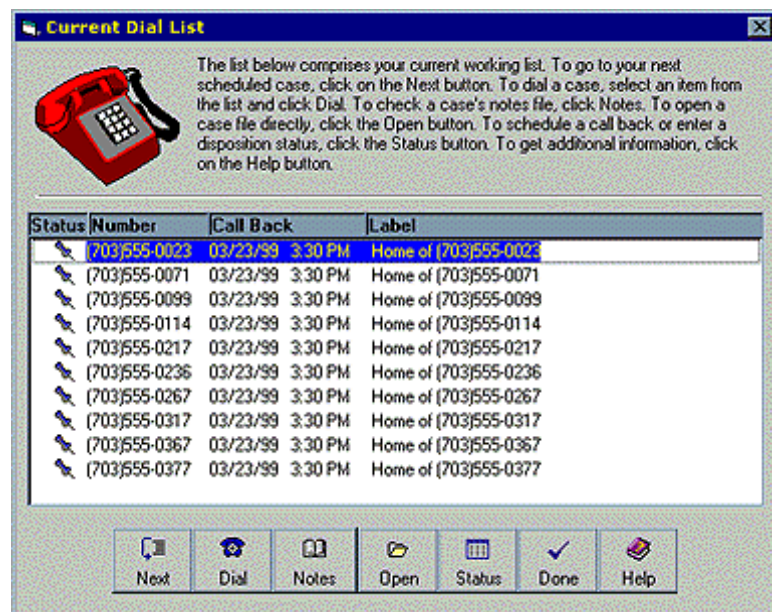 Current Dial List
The list below comprises your current working list. To go to your next
scheduled case, click on the Next button. To dial a case, select an item from
the list and click Dial. To check a case's notes file, click Notes. To open a
case file directly, click the Open button. To schedule a call back or enter a
disposition status, click the Status button. To get additional information, click
on the Help button.
Status Number Call Back Label
(703)555-0023 03/23/99 3:30 PM Home of (703)555-0023
(703)555-0071 03/23/99 3:30 PM Home of (703)555-0071
(703)555-0099 03/23/99 3:30 PM Home of (703)555-0099
(703)555-0114 03/23/99 3:30 PM Home of (703)555-0114
(703)555-0217 03/23/99 3:30 PM Home of (703)555-0217
(703)555-0236 03/23/99 3:30 PM Home of (703)555-0236
(703)555-0267 03/23/99 3:30 PM Home of (703)555-0267
(703)555-0317 03/23/99 3:30 PM Home of (703)555-0317
(703)555-0367 03/23/99 3:30 PM Home of (703)555-0367
(703)555-0377 03/23/99 3:30 PM Home of (703)555-0377
Next Dial Notes Open Status Done Help